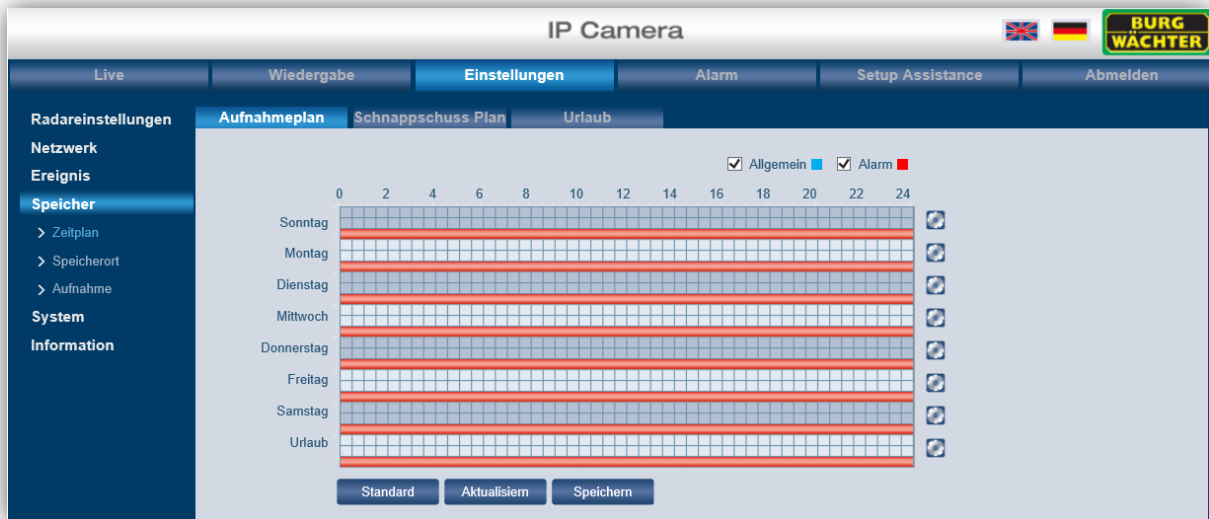 IP Camera
BURG
WÄCHTER
Live Wiedergabe Einstellungen Alarm Setup Assistance Abmelden
Radareinstellungen
Netzwerk
Ereignis
Speicher
Zeitplan
Speicherort
Aufnahme
System
Information
Aufnahmeplan Schnappschuss Plan Urlaub
Allgemein Alarm
0 2 4 6 8 10 12 14 16 18 20 22 24
Sonntag
Montag
Dienstag
Mittwoch
Donnerstag
Freitag
Samstag
Urlaub
Standard Aktualisiern Speichern